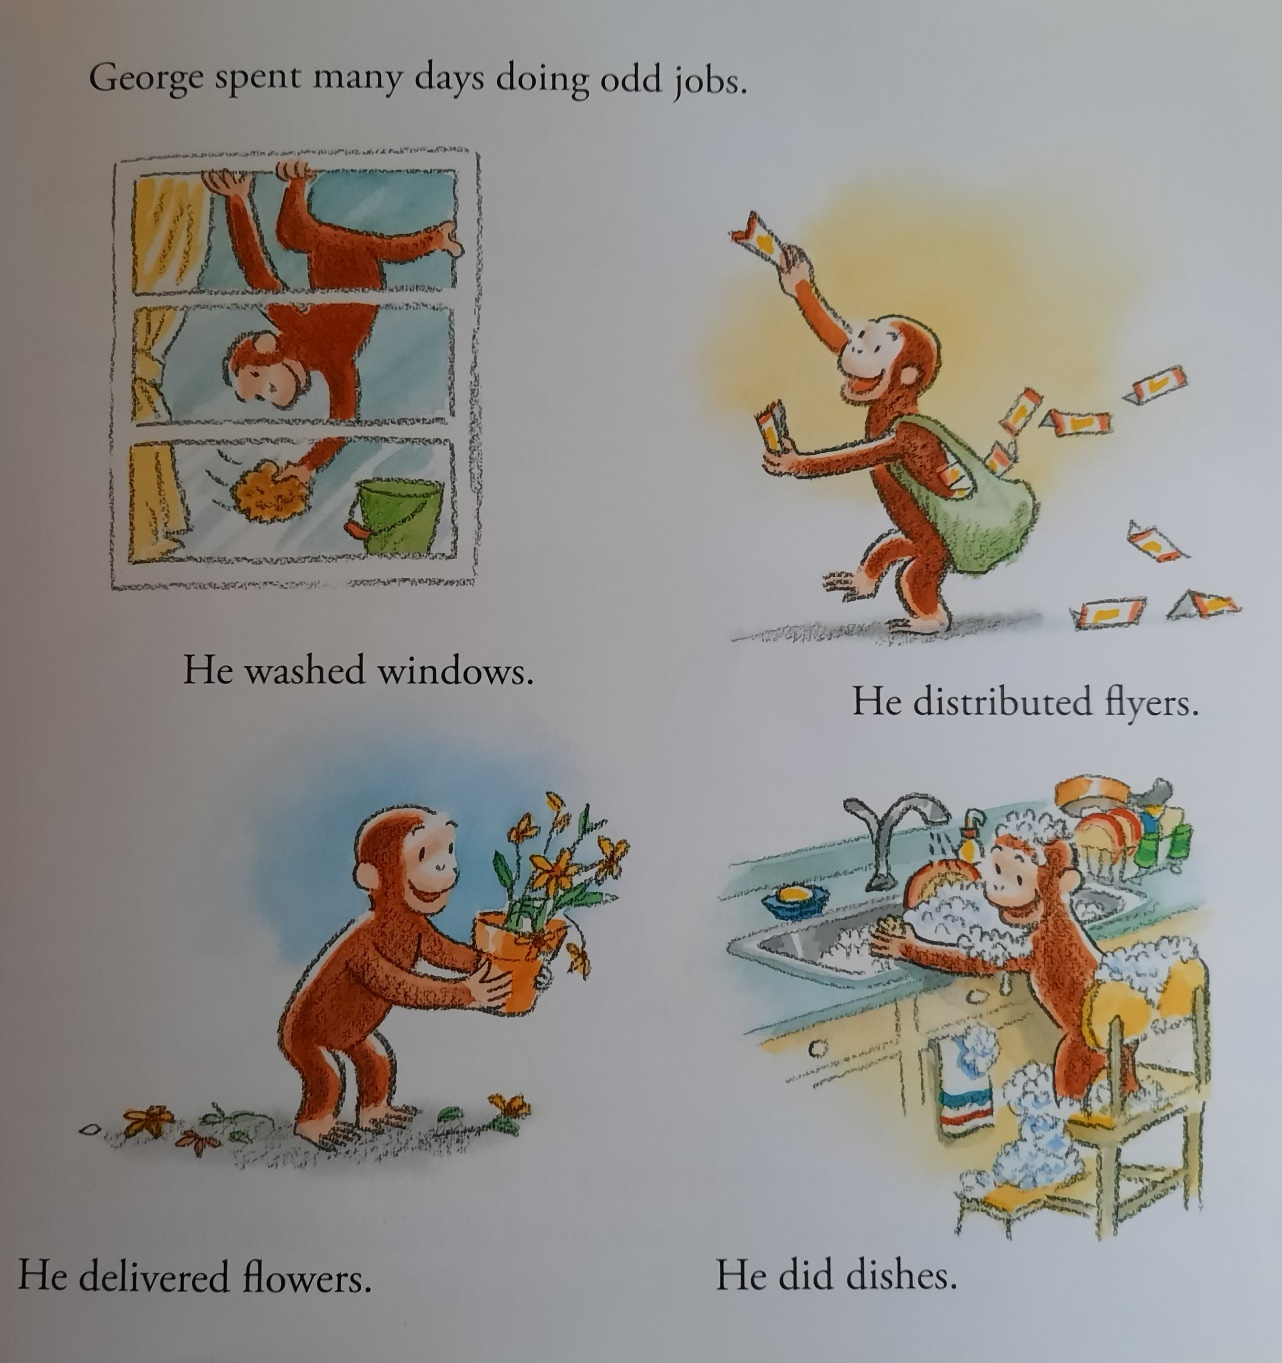 George spent many days doing odd jobs.
He washed windows.
He distributed flyers.
He delivered flowers.
He did dishes.